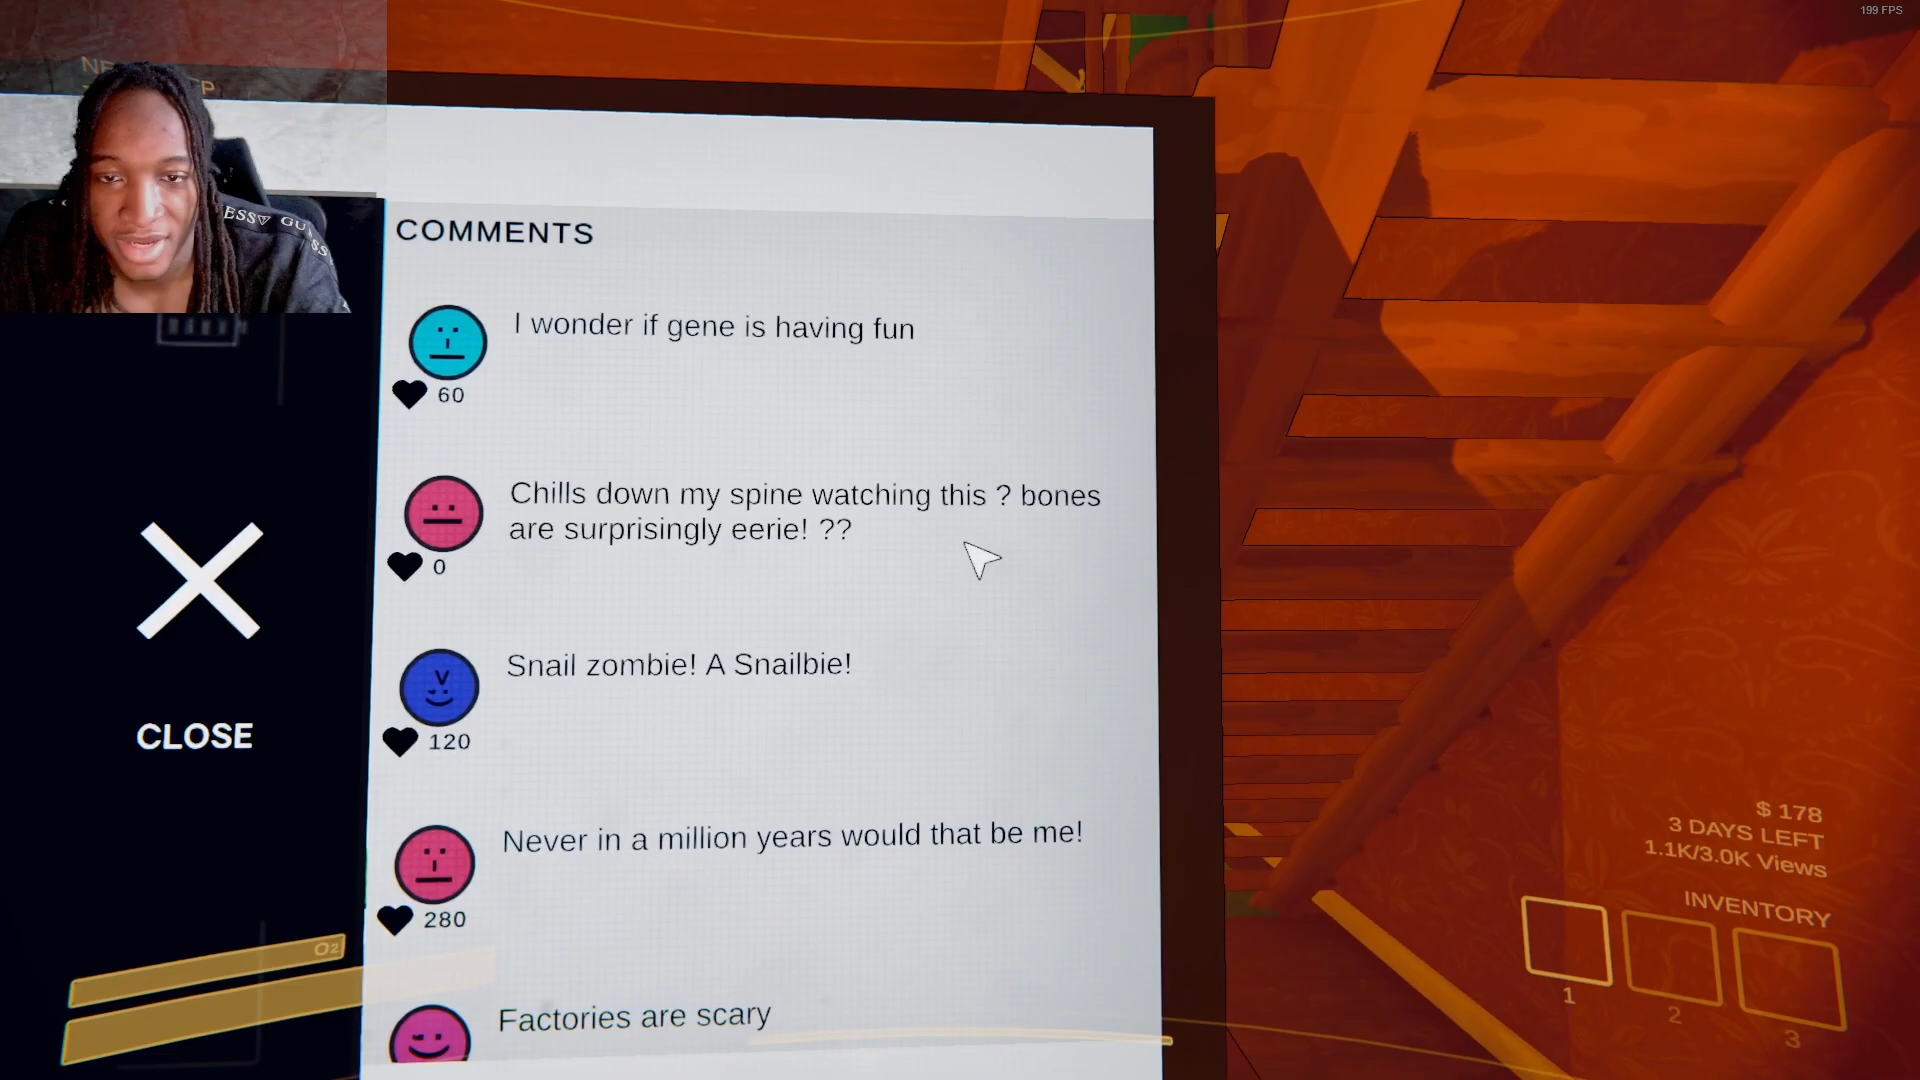 199 FPS
COMMENTS
I wonder if gene is having fun
60
Chills down my spine watching this ? bones
are surprisingly eerie! ??
0
Snail zombie! A Snailbie!
120
Never in a million years would that be me!
280
Factories are scary
CLOSE
O2
$ 178
3 DAYS LEFT
1.1K/3.0K Views
INVENTORY
1
2
3